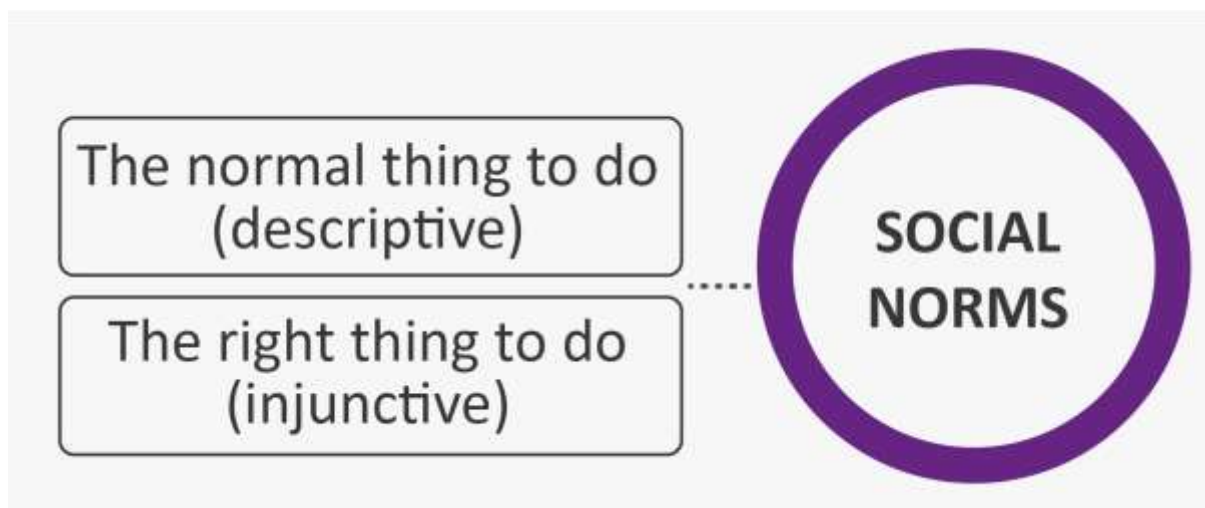 The normal thing to do
(descriptive)
The right thing to do
(injunctive)
SOCIAL
NORMS